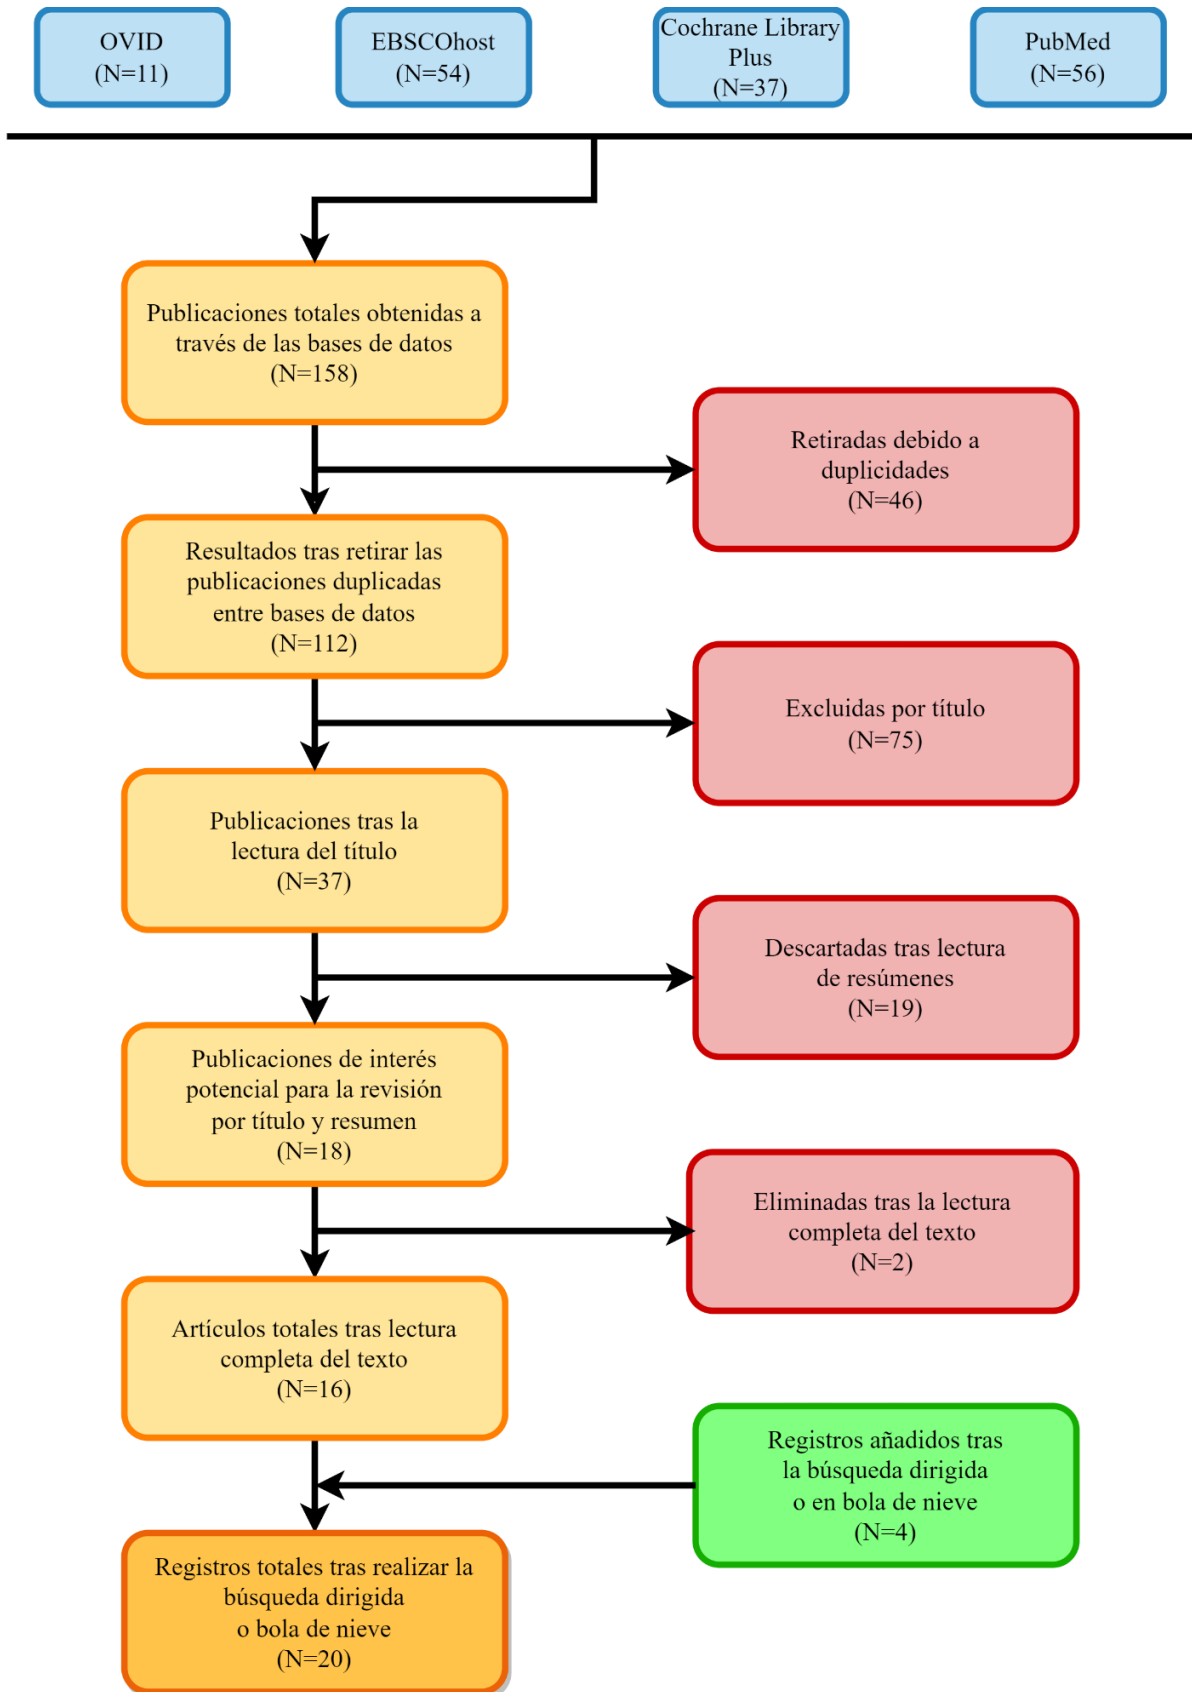 OVID
(N=11)
EBSCOhost
(N=54)
Cochrane Library
Plus
(N=37)
PubMed
(N=56)
Publicaciones totales obtenidas a
través de las bases de datos
(N=158)
Retiradas debido a
duplicidades
(N=46)
Resultados tras retirar las
publicaciones duplicadas
entre bases de datos
(N=112)
Excluidas por título
(N=75)
Publicaciones tras la
lectura del título
(N=37)
Descartadas tras lectura
de resúmenes
(N=19)
Publicaciones de interés
potencial para la revisión
por título y resumen
(N=18)
Eliminadas tras la lectura
completa del texto
(N=2)
Artículos totales tras lectura
completa del texto
(N=16)
Registros añadidos tras
la búsqueda dirigida
o en bola de nieve
(N=4)
Registros totales tras realizar la
búsqueda dirigida
o bola de nieve
(N=20)